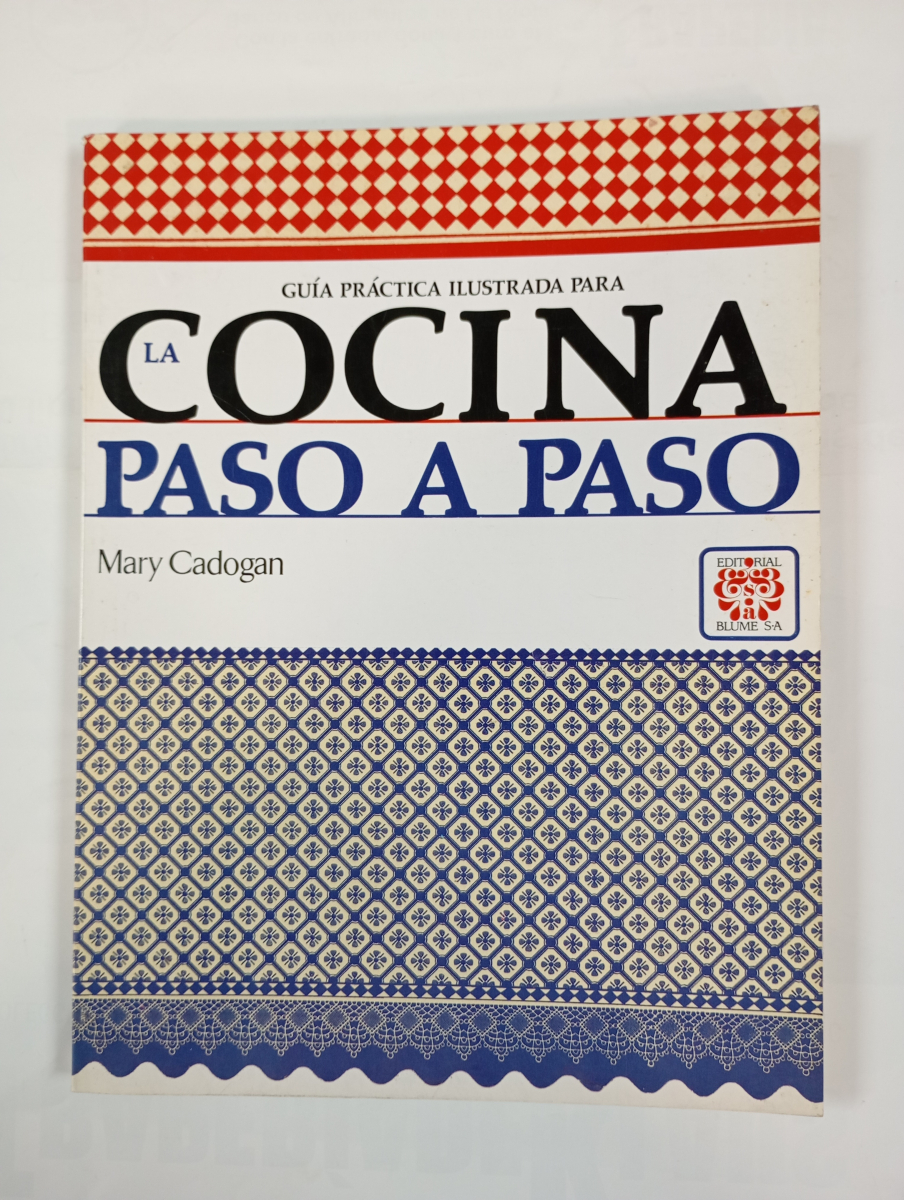 GUÍA PRÁCTICA ILUSTRADA PARA
LA COCINA
PASO A PASO
Mary Cadogan
EDITORIAL
s
a
BLUME S·A